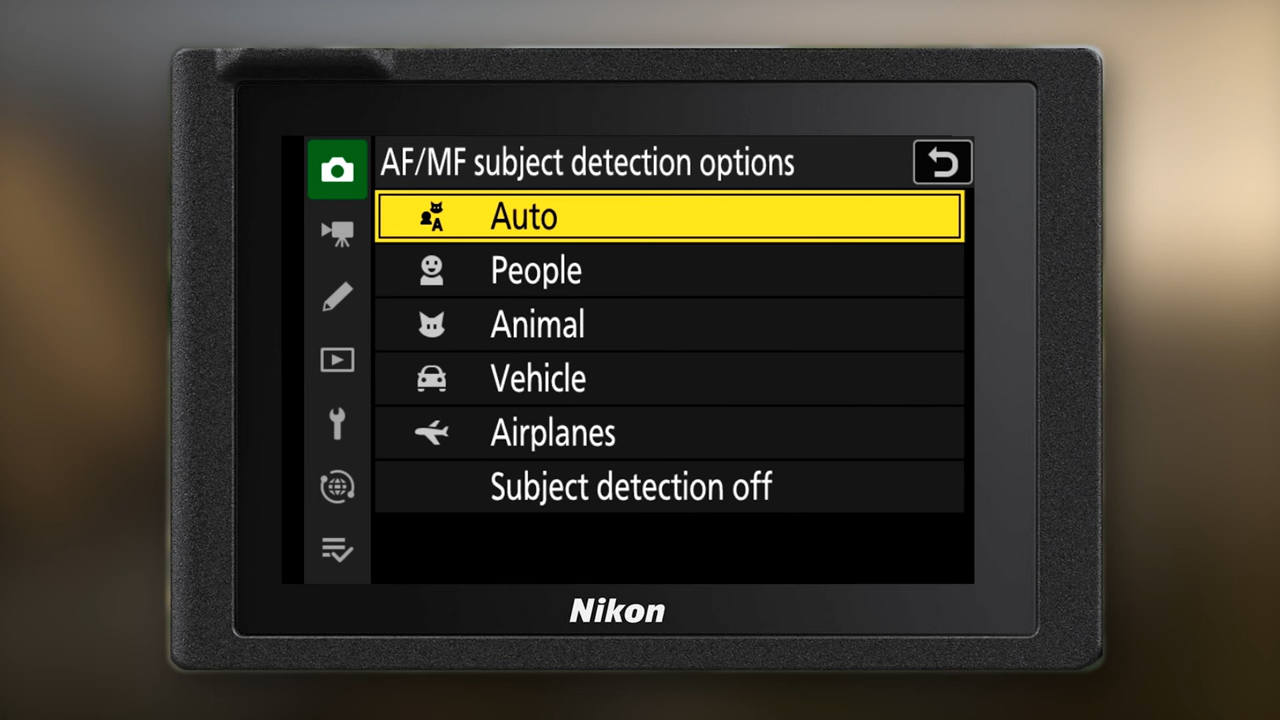 AF/MF subject detection options
Auto
People
Animal
Vehicle
Airplanes
Subject detection off
Nikon